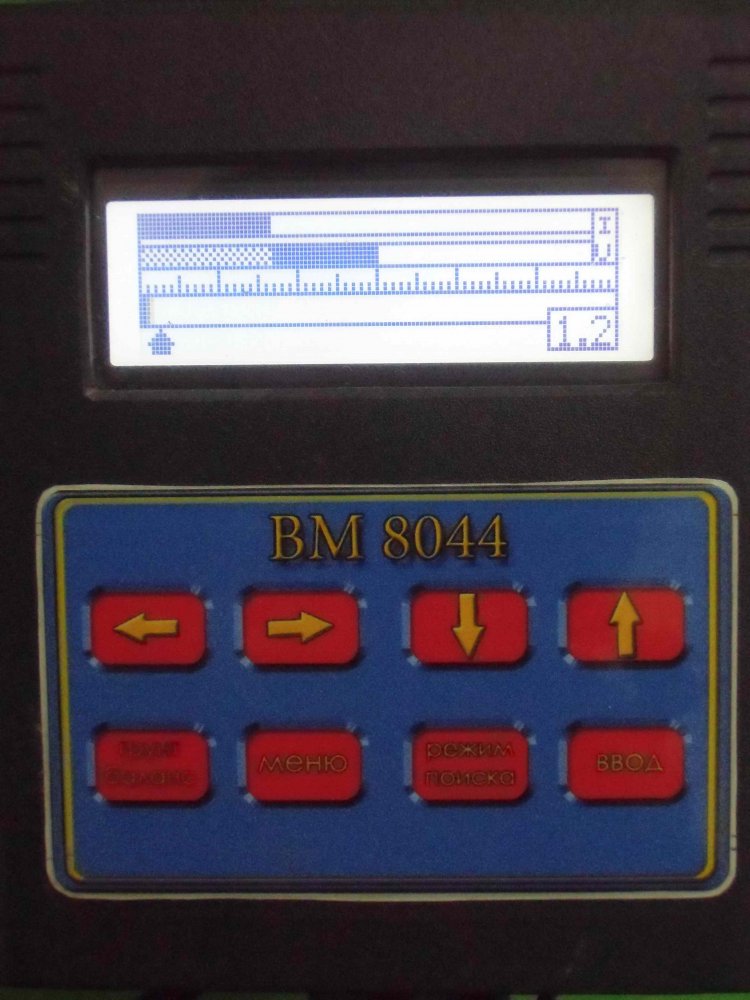 1.2
BM 8044
меню
режим
поиска
ввод